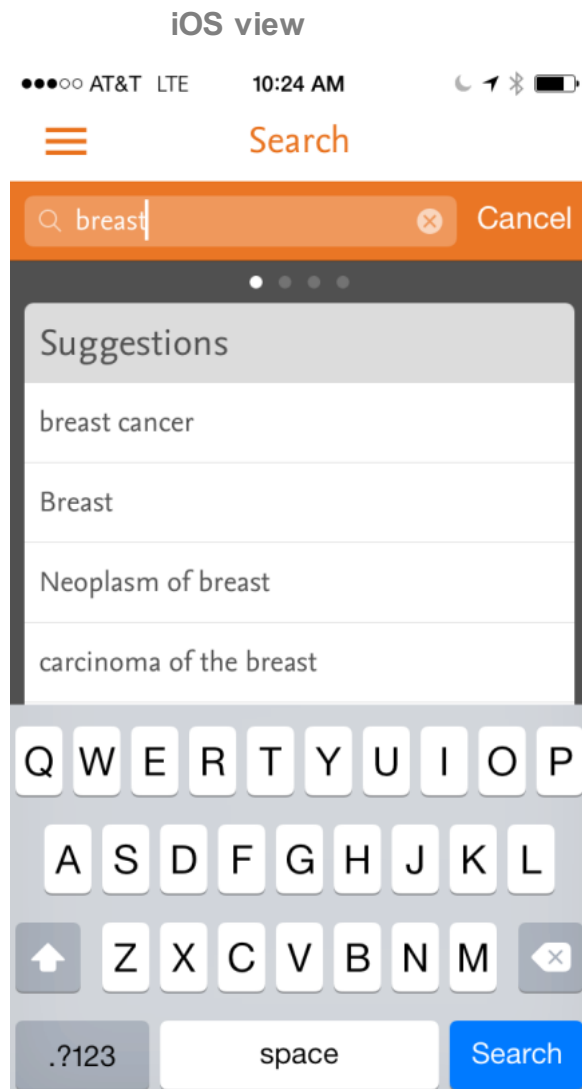 iOS view
AT&T LTE 10:24 AM
Search
breast Cancel
Suggestions
breast cancer
Breast
Neoplasm of breast
carcinoma of the breast
Q W E R T Y U I O P
A S D F G H J K L
Z X C V B N M
.?123 space Search